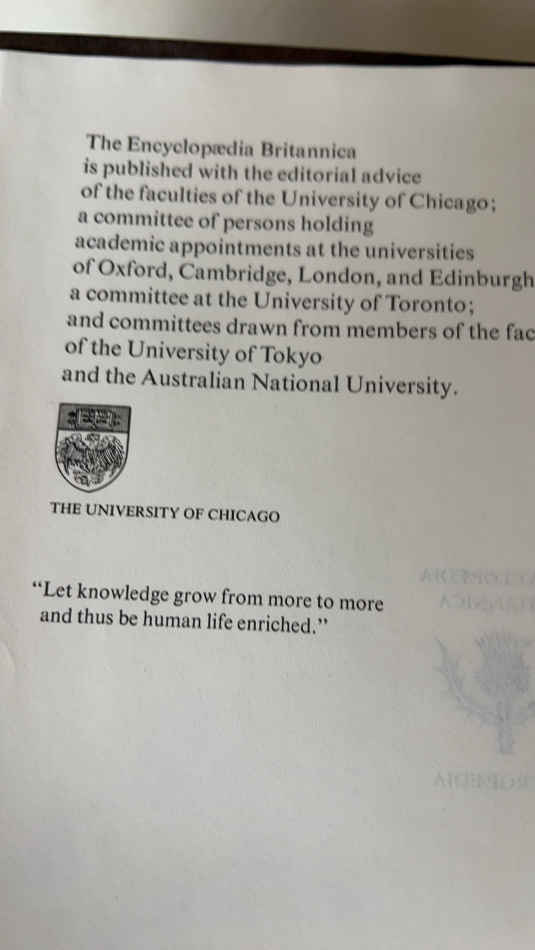 The Encyclopædia Britannica
is published with the editorial advice
of the faculties of the University of Chicago;
a committee of persons holding
academic appointments at the universities
of Oxford, Cambridge, London, and Edinburgh
a committee at the University of Toronto;
and committees drawn from members of the fac
of the University of Tokyo
and the Australian National University.
THE UNIVERSITY OF CHICAGO
“Let knowledge grow from more to more
and thus be human life enriched.”